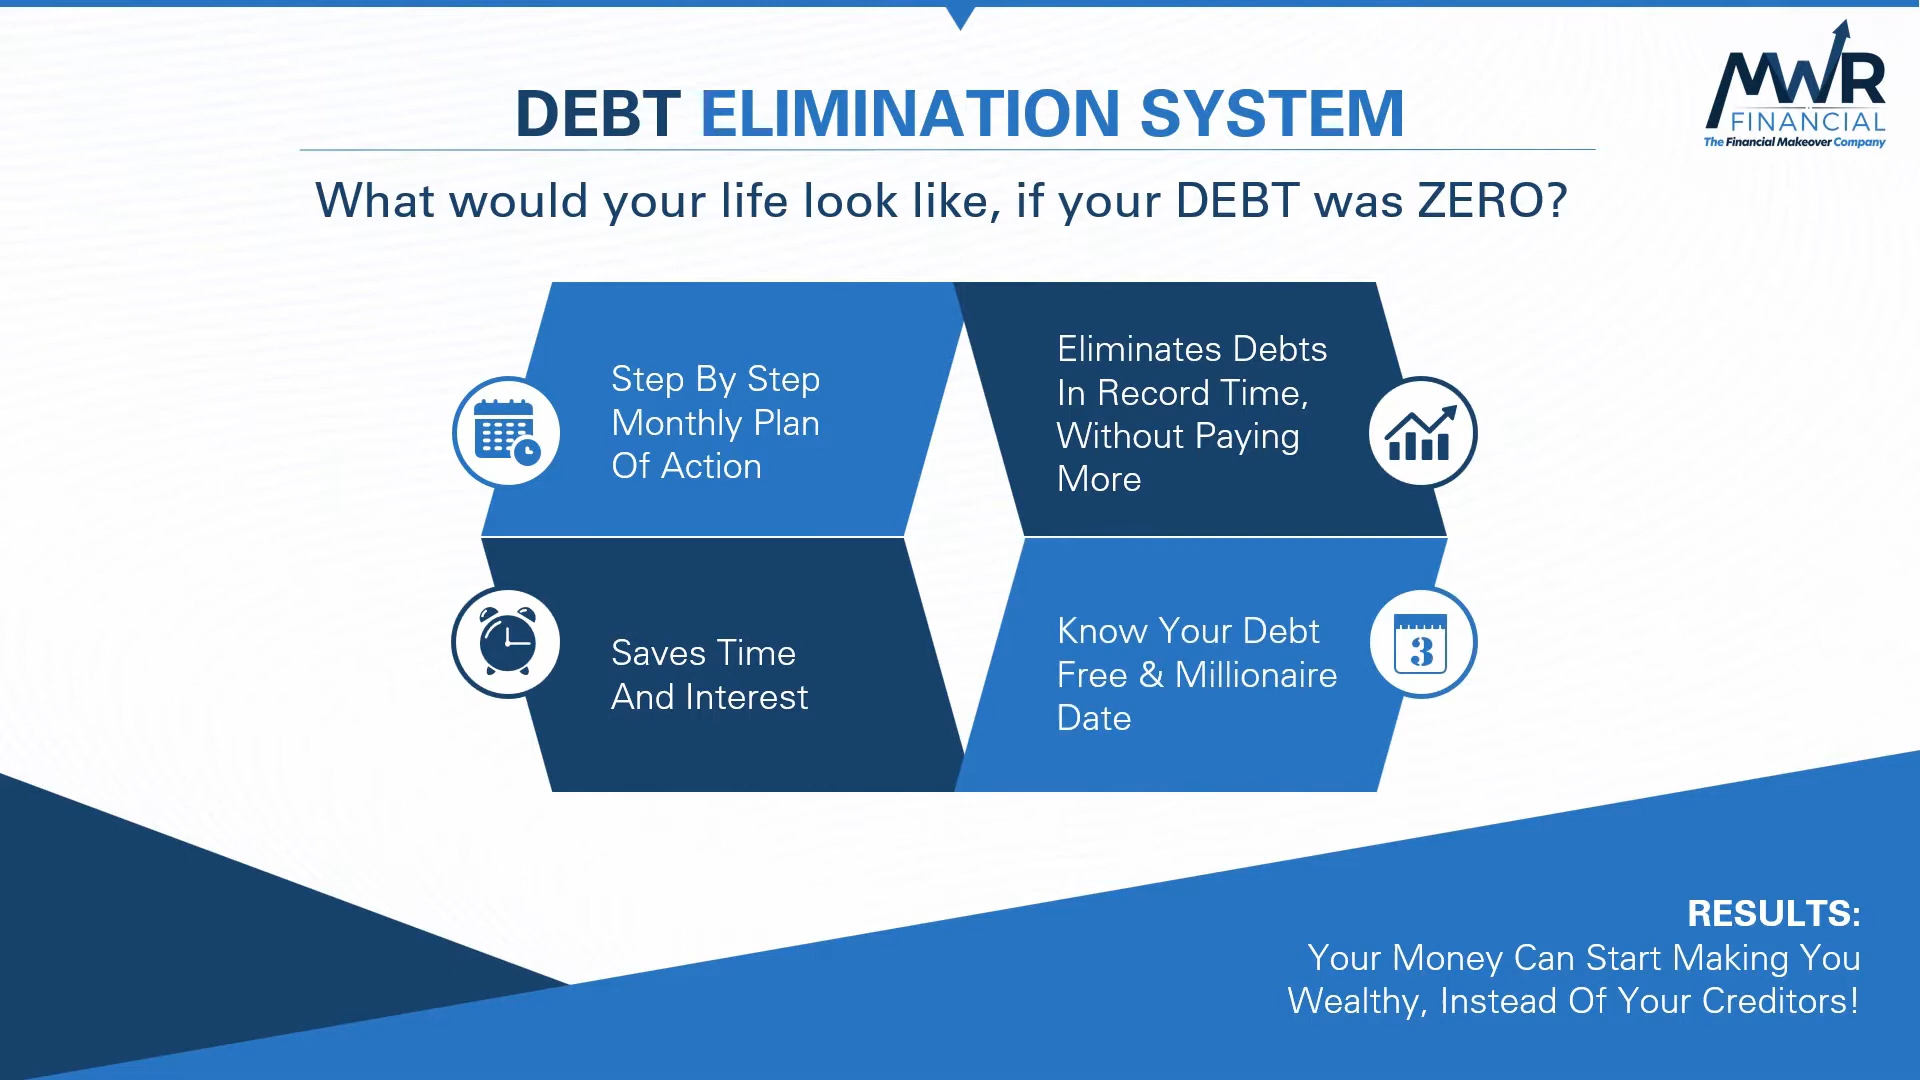 MWR
FINANCIAL
The Financial Makeover Company
DEBT ELIMINATION SYSTEM
What would your life look like, if your DEBT was ZERO?
Step By Step
Monthly Plan
Of Action
Eliminates Debts
In Record Time,
Without Paying
More
Saves Time
And Interest
Know Your Debt
Free & Millionaire
Date
3
RESULTS:
Your Money Can Start Making You
Wealthy, Instead Of Your Creditors!